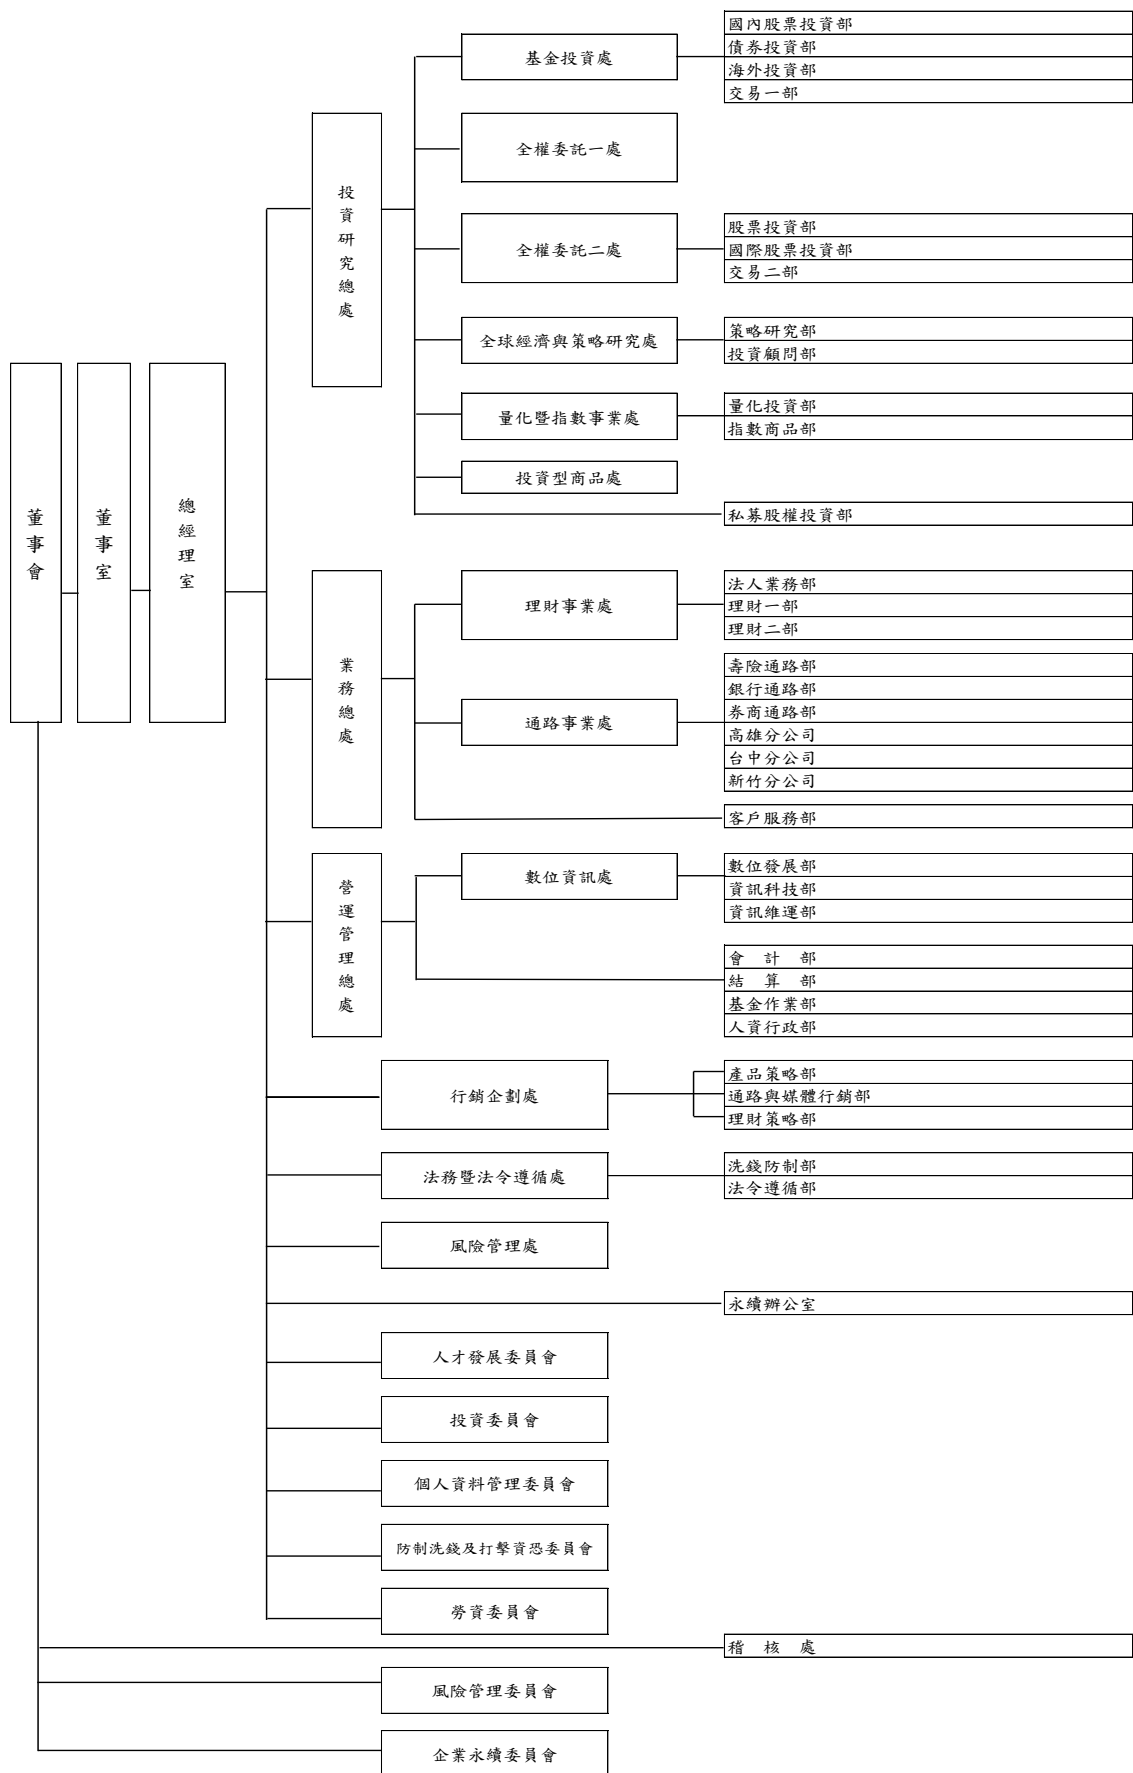 董事會
董事室
總經理室
投資研究總處
基金投資處
國內股票投資部
債券投資部
海外投資部
交易一部
全權委託一處
全權委託二處
股票投資部
國際股票投資部
交易二部
全球經濟與策略研究處
策略研究部
投資顧問部
量化暨指數事業處
量化投資部
指數商品部
投資型商品處
私募股權投資部
業務總處
理財事業處
法人業務部
理財一部
理財二部
通路事業處
壽險通路部
銀行通路部
券商通路部
高雄分公司
台中分公司
新竹分公司
客戶服務部
營運管理總處
數位資訊處
數位發展部
資訊科技部
資訊維運部
會 計 部
結 算 部
基金作業部
人資行政部
行銷企劃處
產品策略部
通路與媒體行銷部
理財策略部
法務暨法令遵循處
洗錢防制部
法令遵循部
風險管理處
永續辦公室
人才發展委員會
投資委員會
個人資料管理委員會
防制洗錢及打擊資恐委員會
勞資委員會
稽 核 處
風險管理委員會
企業永續委員會